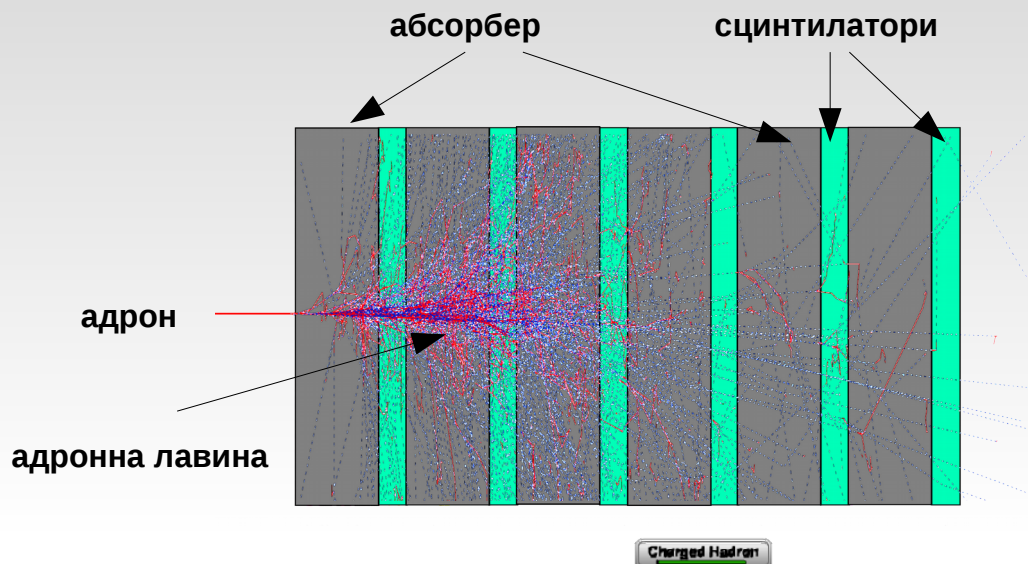 абсорбер
сцинтилатори
адрон
адронна лавина
Charged Hadron